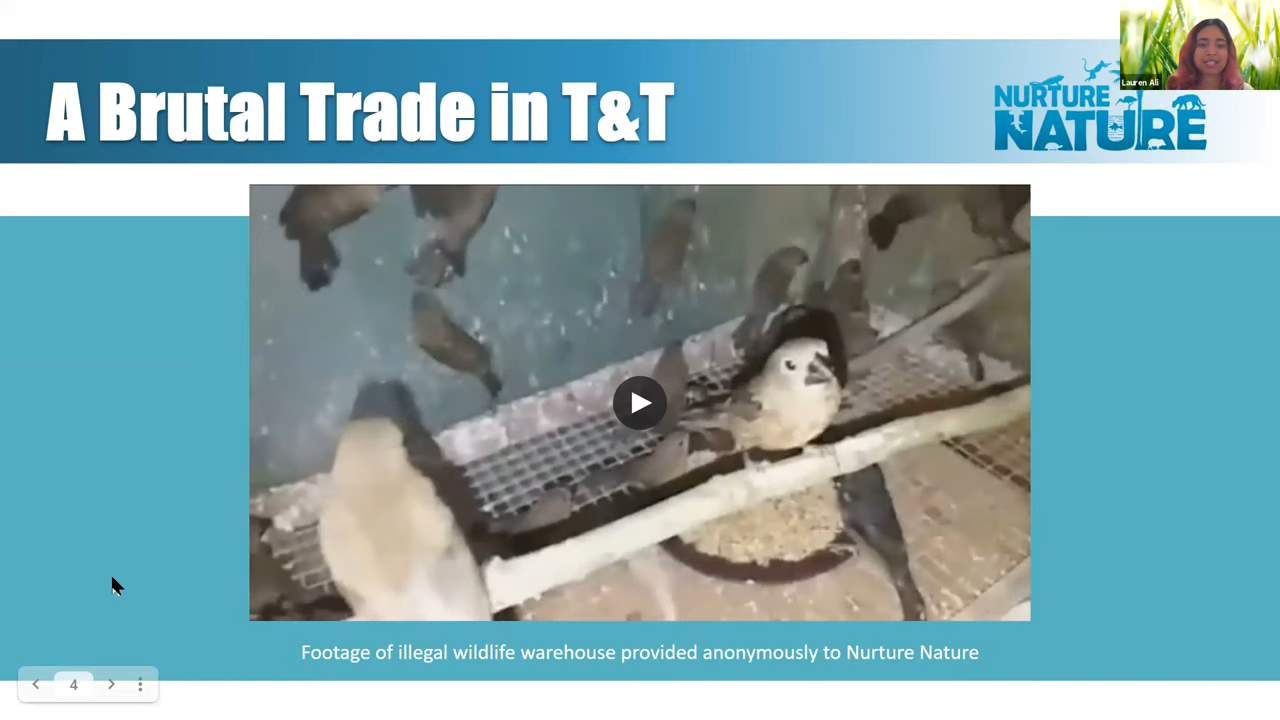 A Brutal Trade in T&T
NURTURE
NATURE
Lauren Ali
Footage of illegal wildlife warehouse provided anonymously to Nurture Nature
4